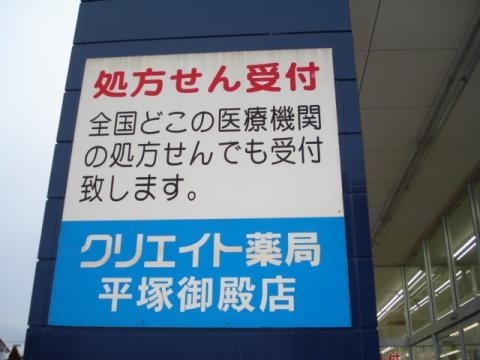 処方せん受付
全国どこの医療機関
の処方せんでも受付
致します。
クリエイト薬局
平塚御殿店
付